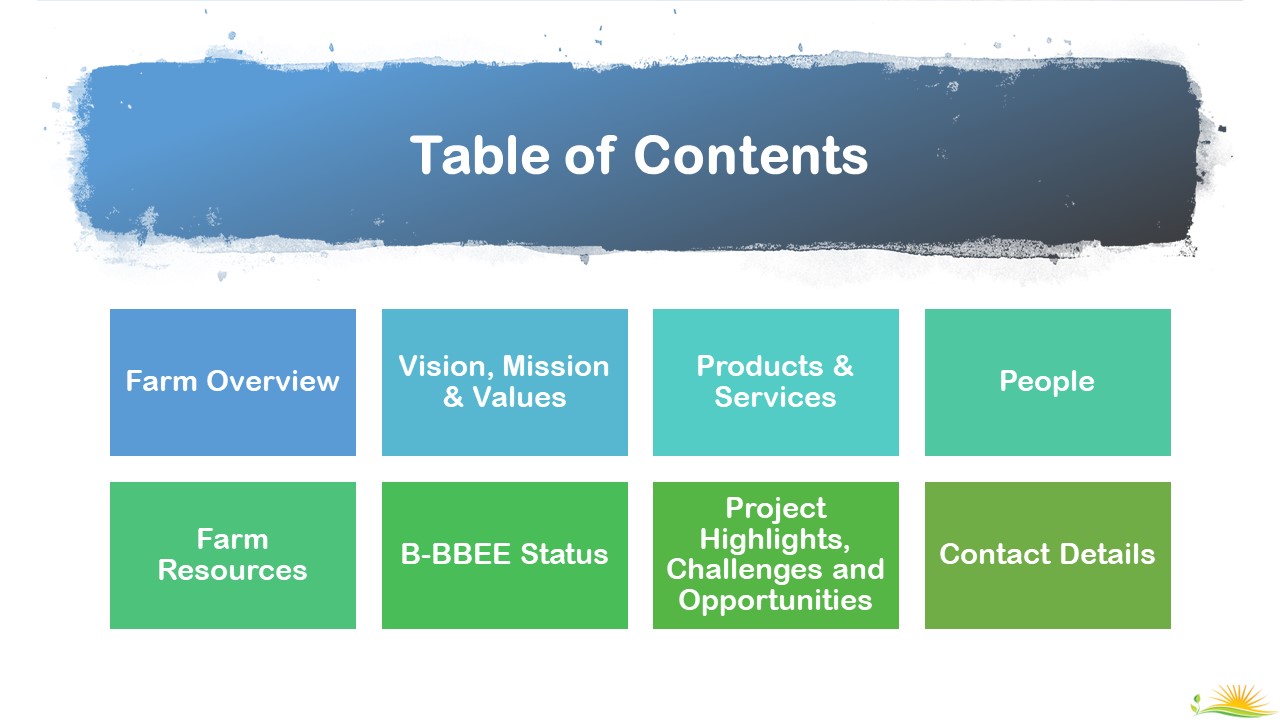 Table of Contents
Farm Overview
Vision, Mission
& Values
Products &
Services
People
Farm
Resources
B-BBEE Status
Project
Highlights,
Challenges and
Opportunities
Contact Details